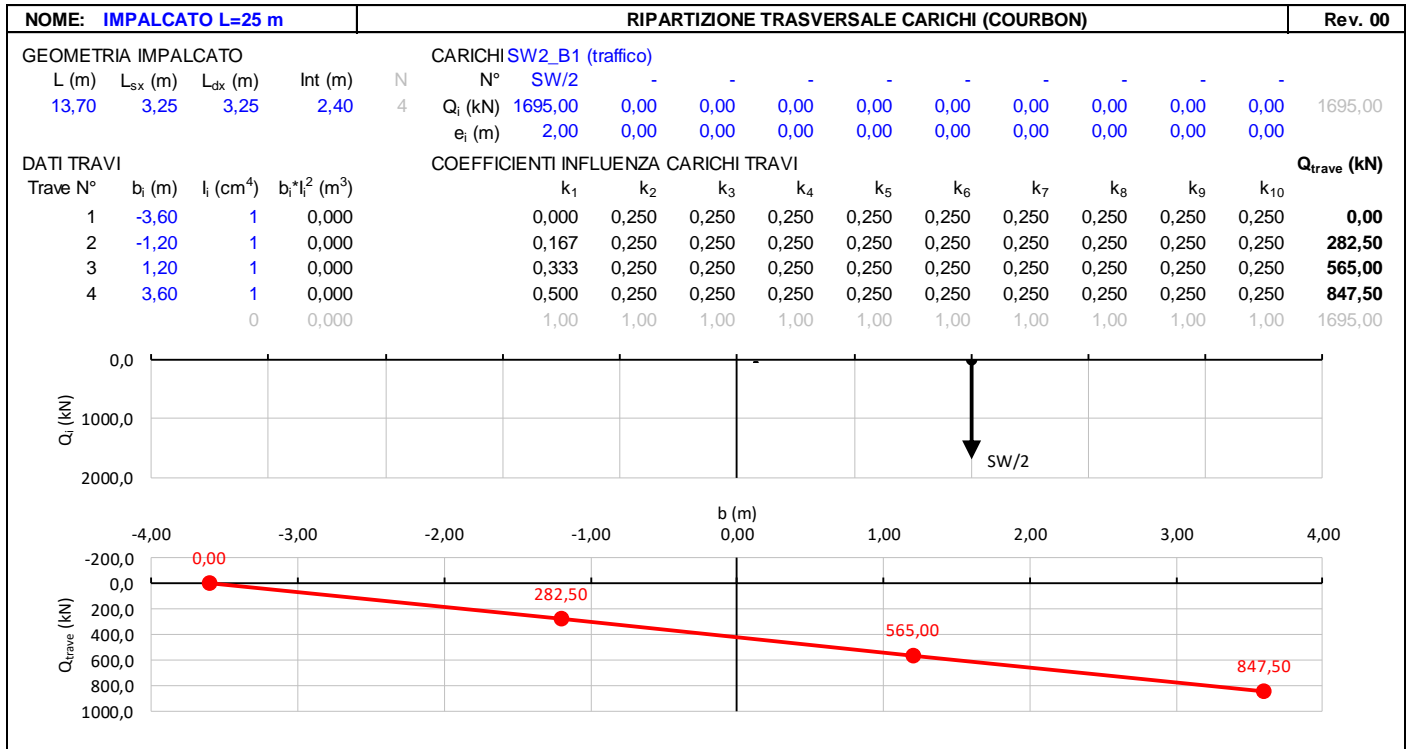 NOME: IMPALCATO L=25 m RIPARTIZIONE TRASVERSALE CARICHI (COURBON) Rev. 00
GEOMETRIA IMPALCATO CARICHI SW2_B1 (traffico)
L (m) Lsx (m) Ldx (m) Int (m) N N° SW/2 - - - - - - - - -
13,70 3,25 3,25 2,40 4 Qi (kN) 1695,00 0,00 0,00 0,00 0,00 0,00 0,00 0,00 0,00 0,00 1695,00
ei (m) 2,00 0,00 0,00 0,00 0,00 0,00 0,00 0,00 0,00 0,00
DATI TRAVI COEFFICIENTI INFLUENZA CARICHI TRAVI Qtrave (kN)
Trave N° bi (m) Ii (cm⁴) bi*Ii² (m³) k1 k2 k3 k4 k5 k6 k7 k8 k9 k10
1 -3,60 1 0,000 0,000 0,250 0,250 0,250 0,250 0,250 0,250 0,250 0,250 0,250 0,00
2 -1,20 1 0,000 0,167 0,250 0,250 0,250 0,250 0,250 0,250 0,250 0,250 0,250 282,50
3 1,20 1 0,000 0,333 0,250 0,250 0,250 0,250 0,250 0,250 0,250 0,250 0,250 565,00
4 3,60 1 0,000 0,500 0,250 0,250 0,250 0,250 0,250 0,250 0,250 0,250 0,250 847,50
0 0,000 1,00 1,00 1,00 1,00 1,00 1,00 1,00 1,00 1,00 1,00 1695,00
0,0
1000,0
2000,0
Qi (kN)
SW/2
b (m)
-4,00 -3,00 -2,00 -1,00 0,00 1,00 2,00 3,00 4,00
-200,0
0,0
200,0
400,0
600,0
800,0
1000,0
Qtrave (kN)
0,00
282,50
565,00
847,50